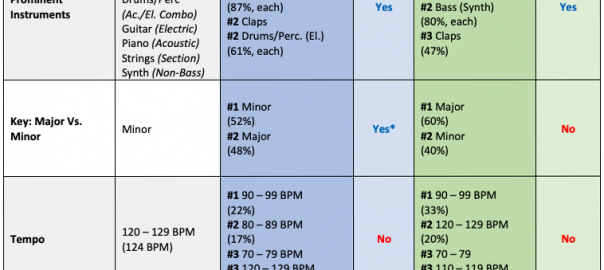 Prominent
Instruments
Drums/Perc
(Ac./El. Combo)
Guitar (Electric)
Piano (Acoustic)
Strings (Section)
Synth (Non-Bass)
(87%, each)
#2 Claps
#2 Drums/Perc. (El.)
(61%, each)
Yes
#2 Bass (Synth)
(80%, each)
#3 Claps
(47%)
Yes
Key: Major Vs.
Minor
Minor
#1 Minor
(52%)
#2 Major
(48%)
Yes*
#1 Major
(60%)
#2 Minor
(40%)
No
Tempo
120 – 129 BPM
(124 BPM)
#1 90 – 99 BPM
(22%)
#2 80 – 89 BPM
(17%)
#3 70 – 79 BPM
#3 120 – 129 BPM
No
#1 90 – 99 BPM
(33%)
#2 120 – 129 BPM
(20%)
#3 70 – 79
#3 110 – 119 BPM
No